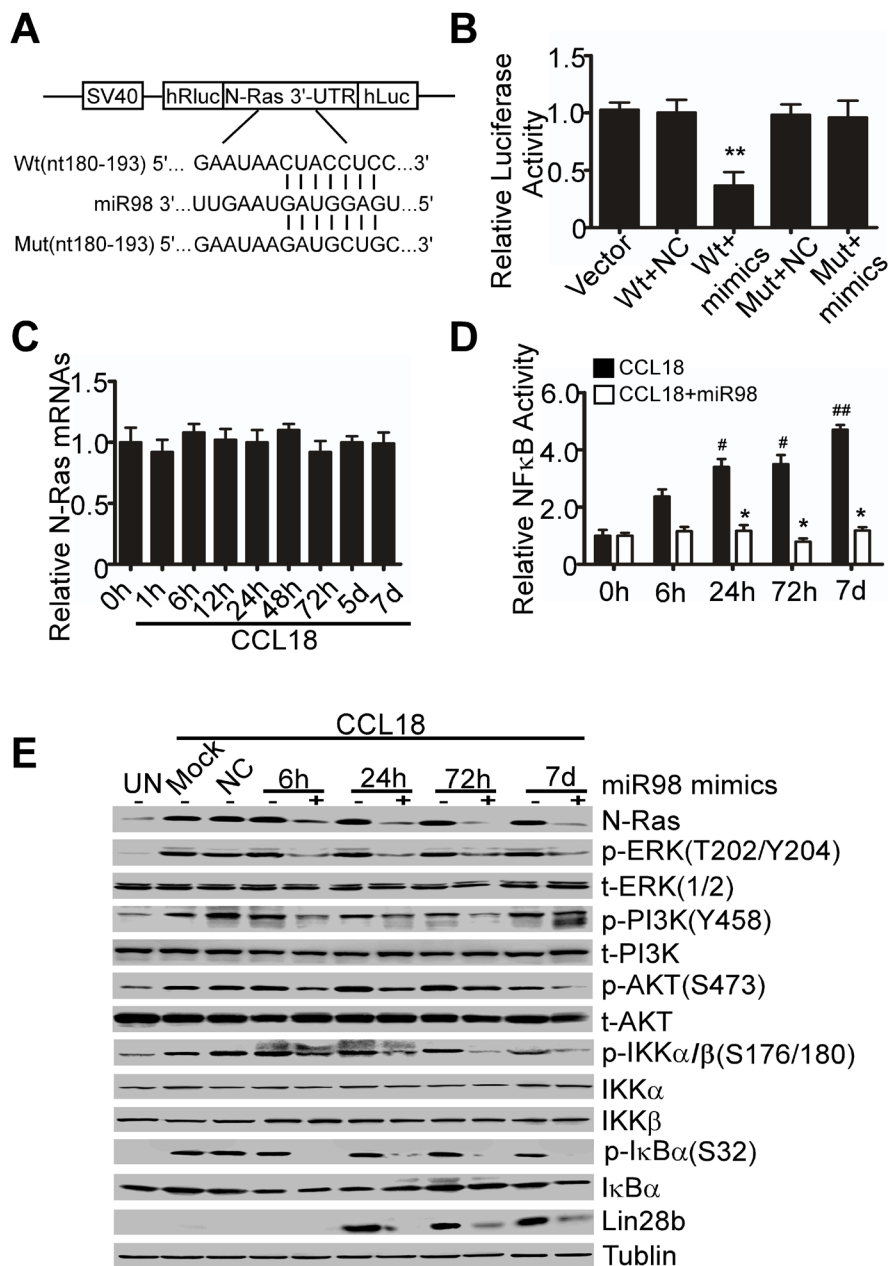 A
SV40 hRluc N-Ras 3'-UTR hLuc
Wt(nt180-193) 5'... GAAUAACUACCUCC...3'
miR98 3'...UUGAAUGAUGGAGU...5'
Mut(nt180-193) 5'... GAAUAAGAUGCUGC...3'
B
Relative Luciferase Activity
1.5
1.0
0.5
0
**
Vector
Wt+NC
Wt+ mimics
Mut+NC
Mut+ mimics
C
Relative N-Ras mRNAs
1.5
1.0
0.5
0
0h 1h 6h 12h 24h 48h 72h 5d 7d
CCL18
D
Relative NFκB Activity
CCL18
CCL18+miR98
6.0
4.0
2.0
0
# # ##
* * *
0h 6h 24h 72h 7d
E
CCL18
UN Mock NC 6h 24h 72h 7d miR98 mimics
- - - - + - + - + - +
N-Ras
p-ERK(T202/Y204)
t-ERK(1/2)
p-PI3K(Y458)
t-PI3K
p-AKT(S473)
t-AKT
p-IKKα/β(S176/180)
IKKα
IKKβ
p-IκBα(S32)
IκBα
Lin28b
Tublin